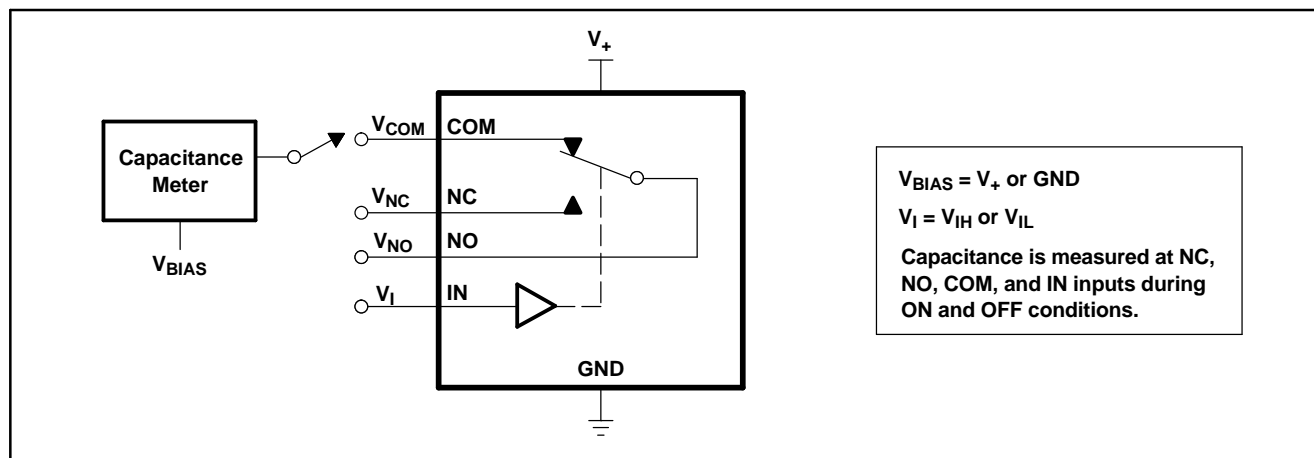 V+
VCOM COM
Capacitance
Meter
VBIAS
VNC NC
VNO NO
VI IN
GND
VBIAS = V+ or GND
VI = VIH or VIL
Capacitance is measured at NC,
NO, COM, and IN inputs during
ON and OFF conditions.